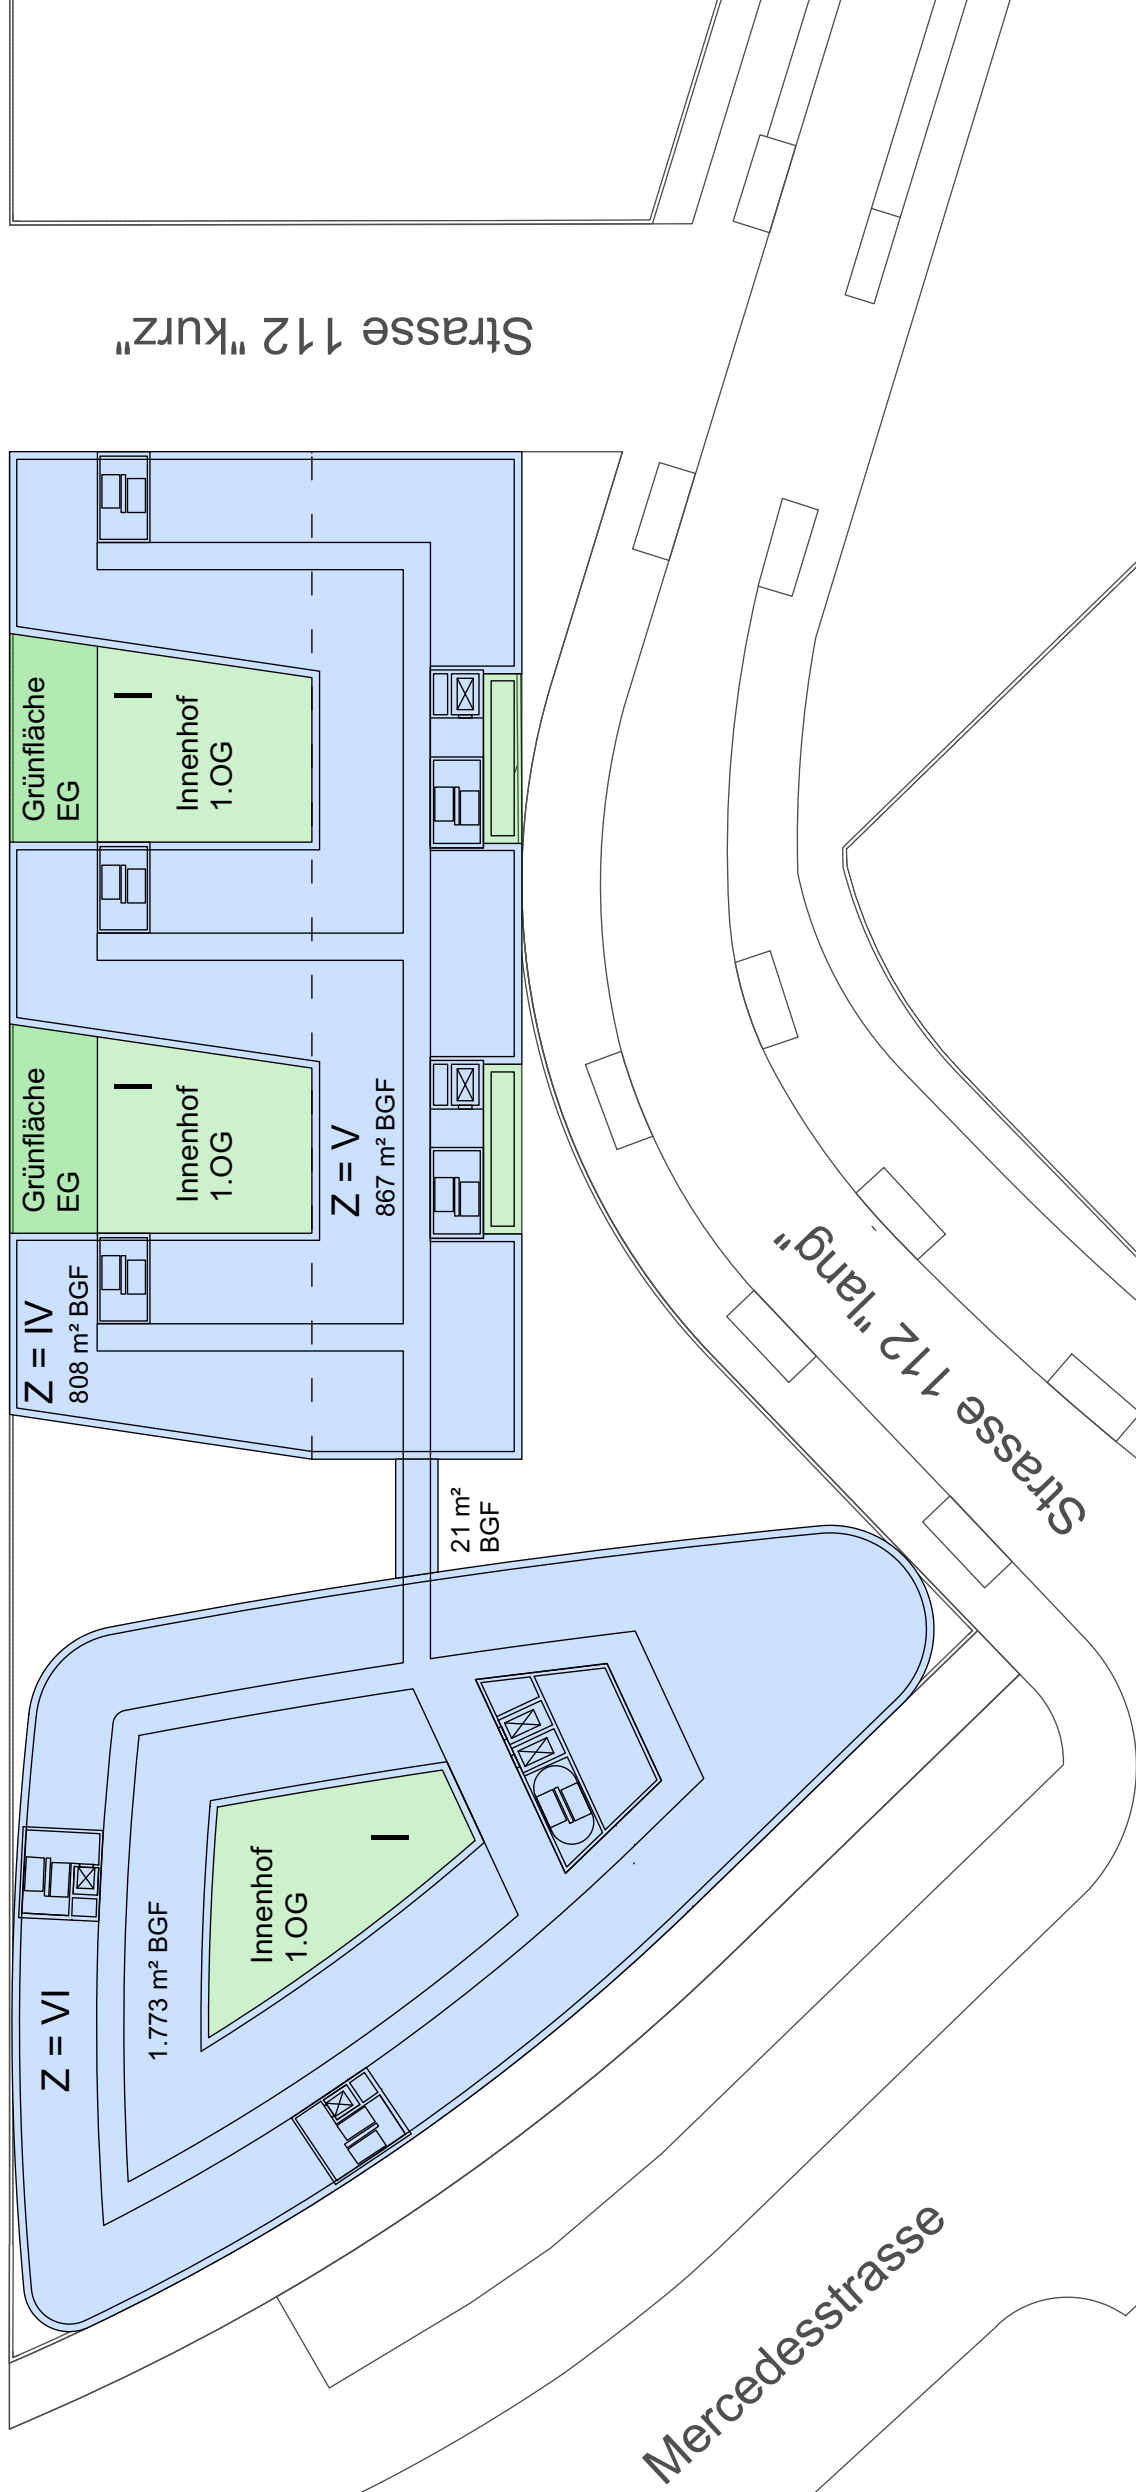 Strasse 112 "kurz"
Grünfläche
EG
I
Innenhof
1.OG
Grünfläche
EG
I
Innenhof
1.OG
Z = IV
808 m² BGF
Z = V
867 m² BGF
21 m²
BGF
Strasse 112 "lang"
Z = VI
1.773 m² BGF
Innenhof
1.OG
I
Mercedesstrasse